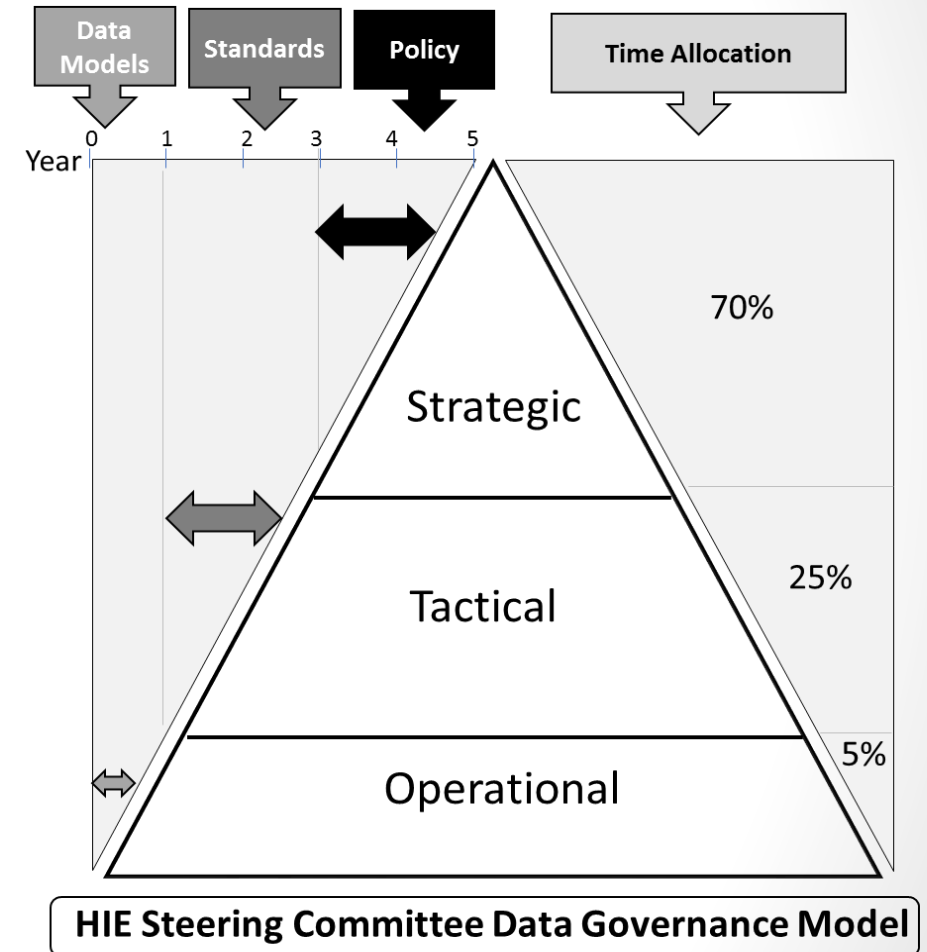 Data
Models
Standards
Policy
Time Allocation
0 1 2 3 4 5
Year
70%
Strategic
25%
Tactical
5%
Operational
HIE Steering Committee Data Governance Model